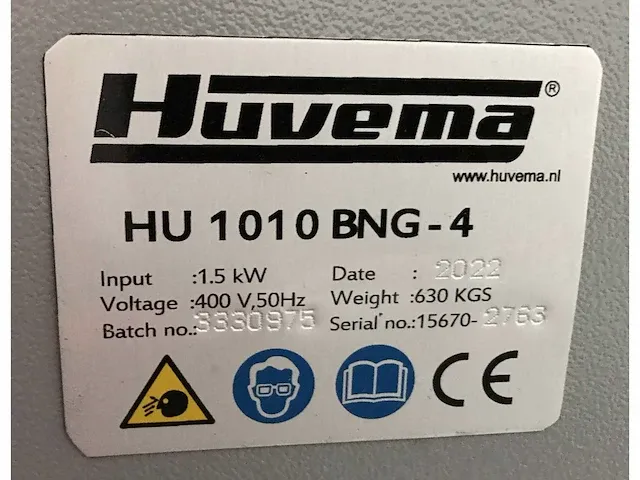 Huvema®
www.huvema.nl
HU 1010 BNG-4
Input :1.5 kW Date : 2022
Voltage :400 V,50Hz Weight :630 KGS
Batch no.:3330975 Serial no.:15670-2763
CE